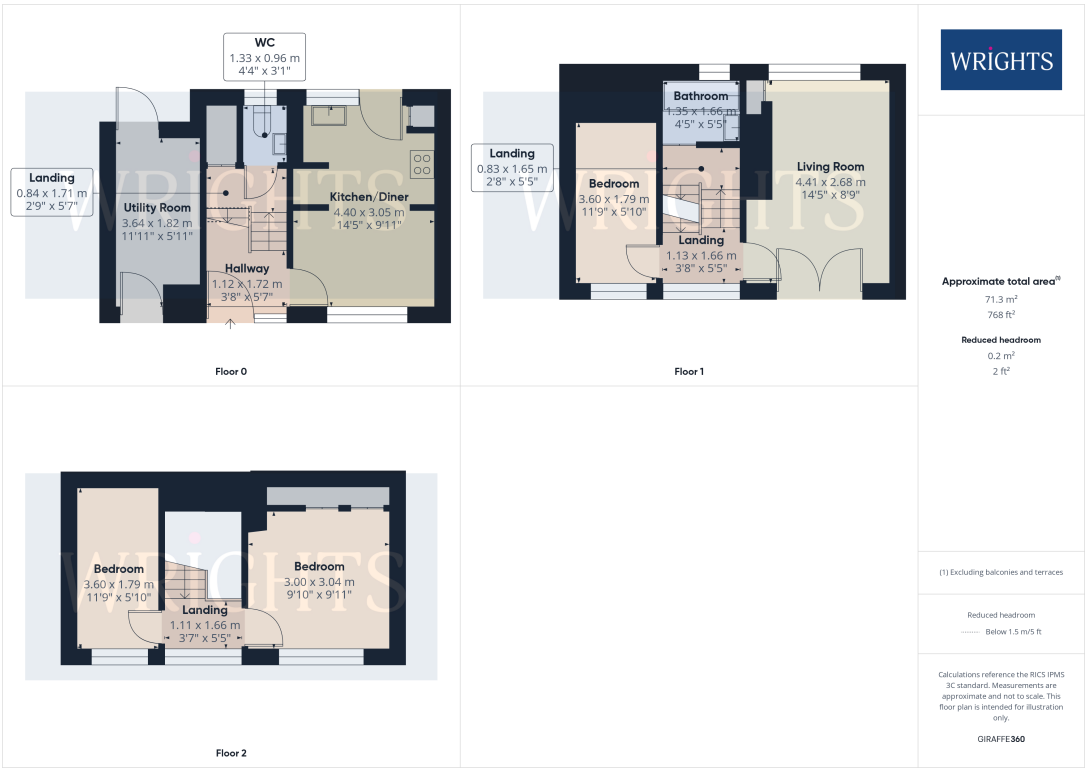 WC
1.33 x 0.96 m
4'4" x 3'1"
Landing
0.84 x 1.71 m
2'9" x 5'7"
Utility Room
3.64 x 1.82 m
11'11" x 5'11"
Kitchen/Diner
4.40 x 3.05 m
14'5" x 9'11"
Hallway
1.12 x 1.72 m
3'8" x 5'7"
WRIGHTS
Floor 0
Bathroom
1.35 x 1.66 m
4'5" x 5'5"
Landing
0.83 x 1.65 m
2'8" x 5'5"
Bedroom
3.60 x 1.79 m
11'9" x 5'10"
Living Room
4.41 x 2.68 m
14'5" x 8'9"
Landing
1.13 x 1.66 m
3'8" x 5'5"
WRIGHTS
Floor 1
Bedroom
3.60 x 1.79 m
11'9" x 5'10"
Bedroom
3.00 x 3.04 m
9'10" x 9'11"
Landing
1.11 x 1.66 m
3'7" x 5'5"
WRIGHTS
Floor 2
WRiGHTS
Approximate total area(1)
71.3 m²
768 ft²
Reduced headroom
0.2 m²
2 ft²
(1) Excluding balconies and terraces
Reduced headroom
Below 1.5 m/5 ft
Calculations reference the RICS IPMS
3C standard. Measurements are
approximate and not to scale. This
floor plan is intended for illustration
only.
GIRAFFE360